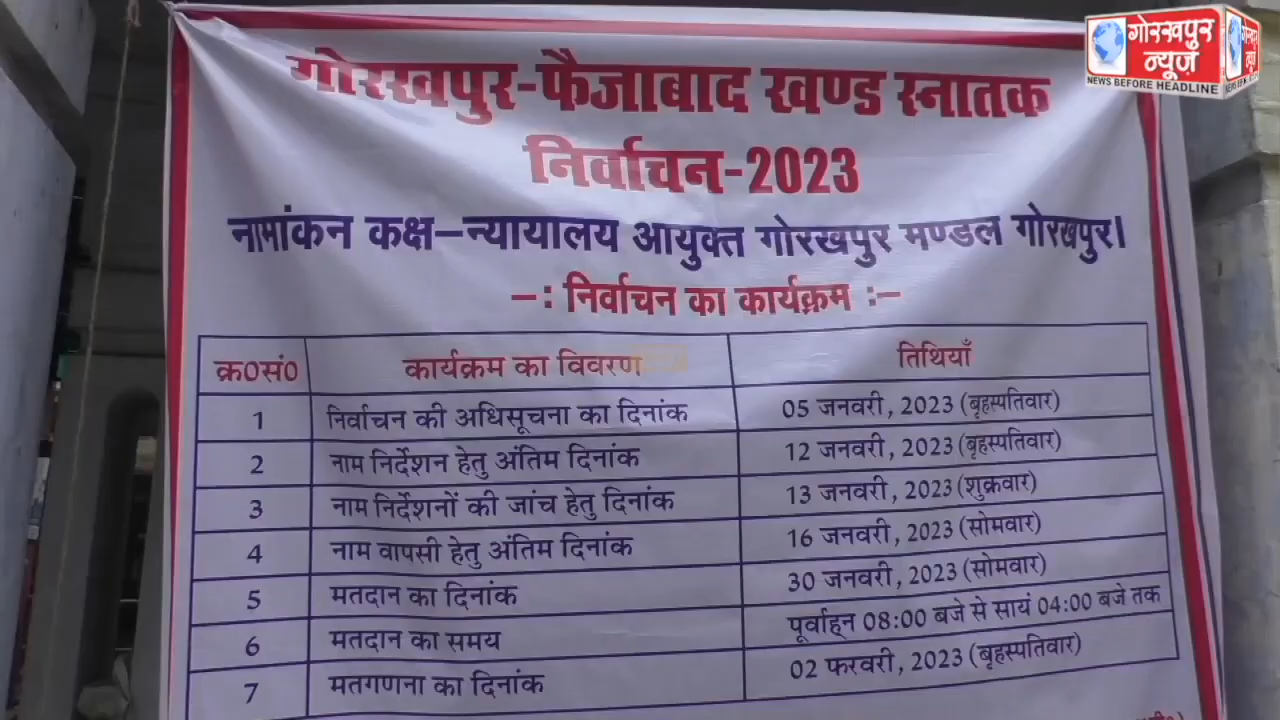 गोरखपुर न्यूज़
NEWS BEFORE HEADLINE
गोरखपुर-फैजाबाद खण्ड स्नातक
निर्वाचन-2023
नामांकन कक्ष–न्यायालय आयुक्त गोरखपुर मण्डल गोरखपुर।
–: निर्वाचन का कार्यक्रम :–
क्र0सं0 कार्यक्रम का विवरण तिथियाँ
1 निर्वाचन की अधिसूचना का दिनांक 05 जनवरी, 2023 (बृहस्पतिवार)
2 नाम निर्देशन हेतु अंतिम दिनांक 12 जनवरी, 2023 (बृहस्पतिवार)
3 नाम निर्देशनों की जांच हेतु दिनांक 13 जनवरी, 2023 (शुक्रवार)
4 नाम वापसी हेतु अंतिम दिनांक 16 जनवरी, 2023 (सोमवार)
5 मतदान का दिनांक 30 जनवरी, 2023 (सोमवार)
6 मतदान का समय पूर्वाह्न 08:00 बजे से सायं 04:00 बजे तक
7 मतगणना का दिनांक 02 फरवरी, 2023 (बृहस्पतिवार)